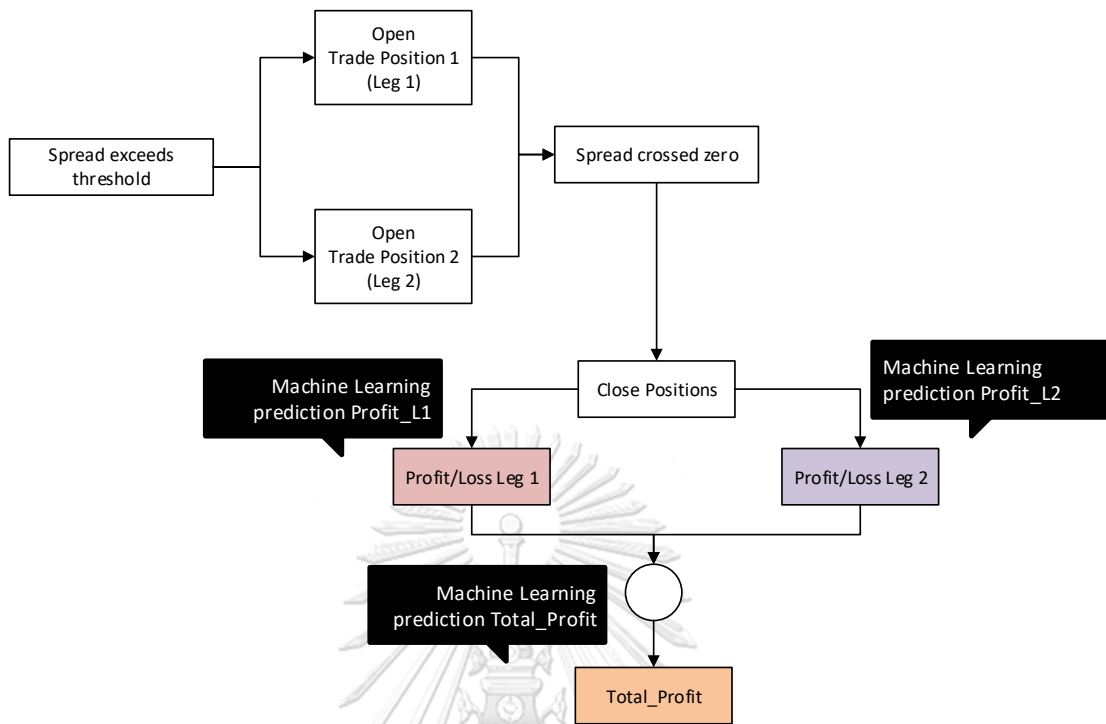 Open
Trade Position 1
(Leg 1)
Spread exceeds
threshold
Spread crossed zero
Open
Trade Position 2
(Leg 2)
Machine Learning
prediction Profit_L1
Close Positions
Machine Learning
prediction Profit_L2
Profit/Loss Leg 1
Profit/Loss Leg 2
Machine Learning
prediction Total_Profit
Total_Profit